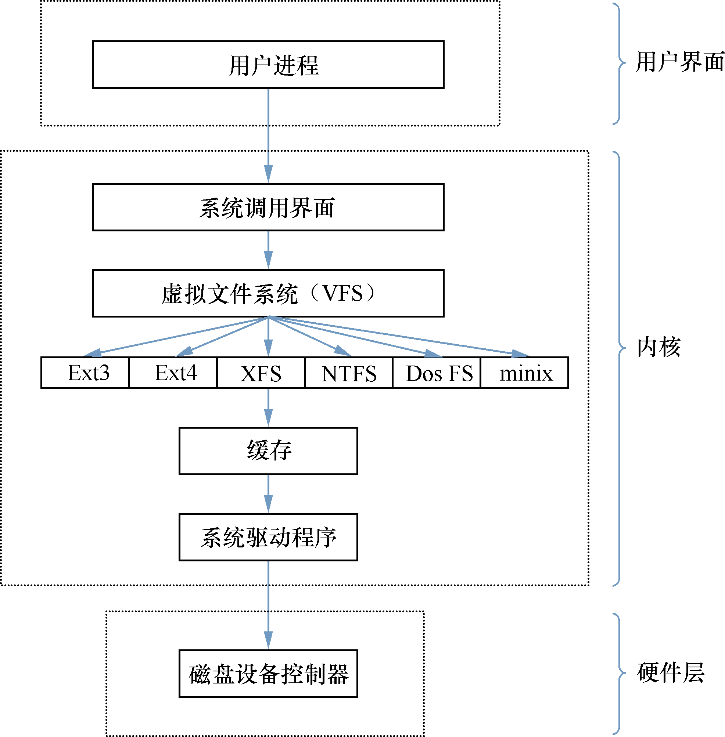 用户进程
用户界面
系统调用界面
虚拟文件系统（VFS）
内核
Ext3 Ext4 XFS NTFS Dos FS minix
缓存
系统驱动程序
磁盘设备控制器
硬件层